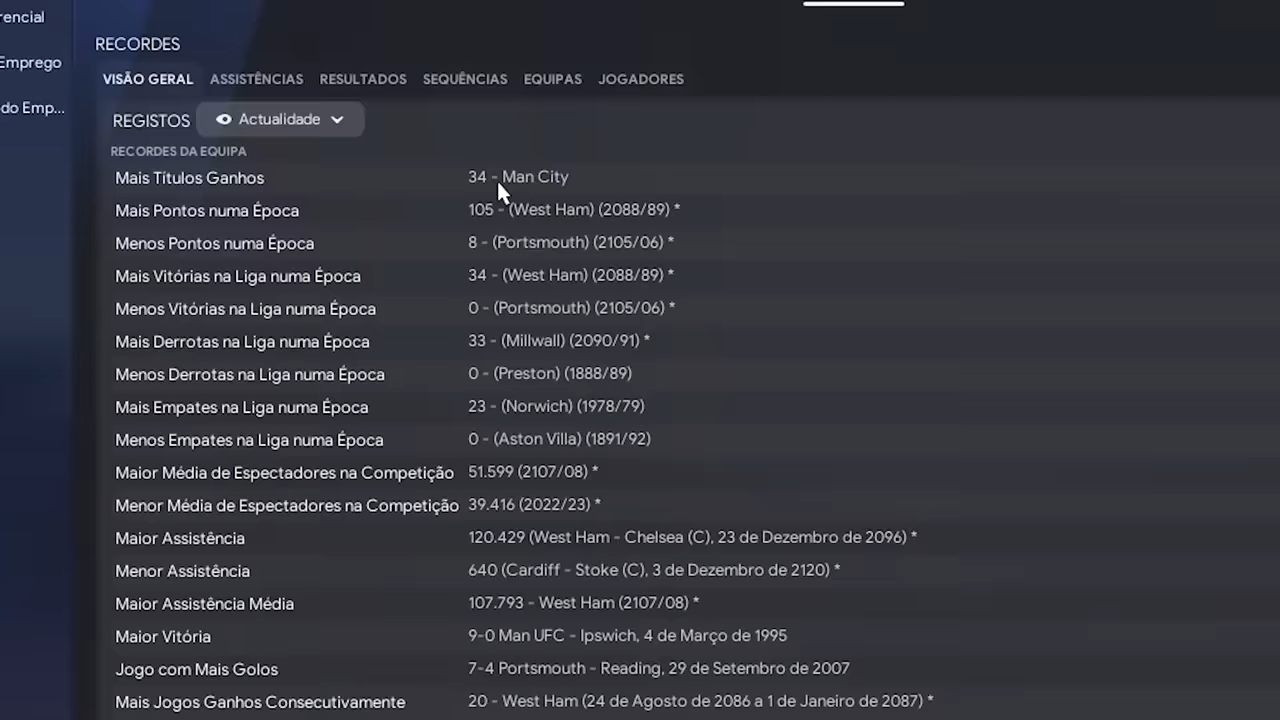 rencial
Emprego
do Emp...
RECORDES
VISÃO GERAL ASSISTÊNCIAS RESULTADOS SEQUÊNCIAS EQUIPAS JOGADORES
REGISTOS Actualidade
RECORDES DA EQUIPA
Mais Títulos Ganhos 34 - Man City
Mais Pontos numa Época 105 - (West Ham) (2088/89) *
Menos Pontos numa Época 8 - (Portsmouth) (2105/06) *
Mais Vitórias na Liga numa Época 34 - (West Ham) (2088/89) *
Menos Vitórias na Liga numa Época 0 - (Portsmouth) (2105/06) *
Mais Derrotas na Liga numa Época 33 - (Millwall) (2090/91) *
Menos Derrotas na Liga numa Época 0 - (Preston) (1888/89)
Mais Empates na Liga numa Época 23 - (Norwich) (1978/79)
Menos Empates na Liga numa Época 0 - (Aston Villa) (1891/92)
Maior Média de Espectadores na Competição 51.599 (2107/08) *
Menor Média de Espectadores na Competição 39.416 (2022/23) *
Maior Assistência 120.429 (West Ham - Chelsea (C), 23 de Dezembro de 2096) *
Menor Assistência 640 (Cardiff - Stoke (C), 3 de Dezembro de 2120) *
Maior Assistência Média 107.793 - West Ham (2107/08) *
Maior Vitória 9-0 Man UFC - Ipswich, 4 de Março de 1995
Jogo com Mais Golos 7-4 Portsmouth - Reading, 29 de Setembro de 2007
Mais Jogos Ganhos Consecutivamente 20 - West Ham (24 de Agosto de 2086 a 1 de Janeiro de 2087) *